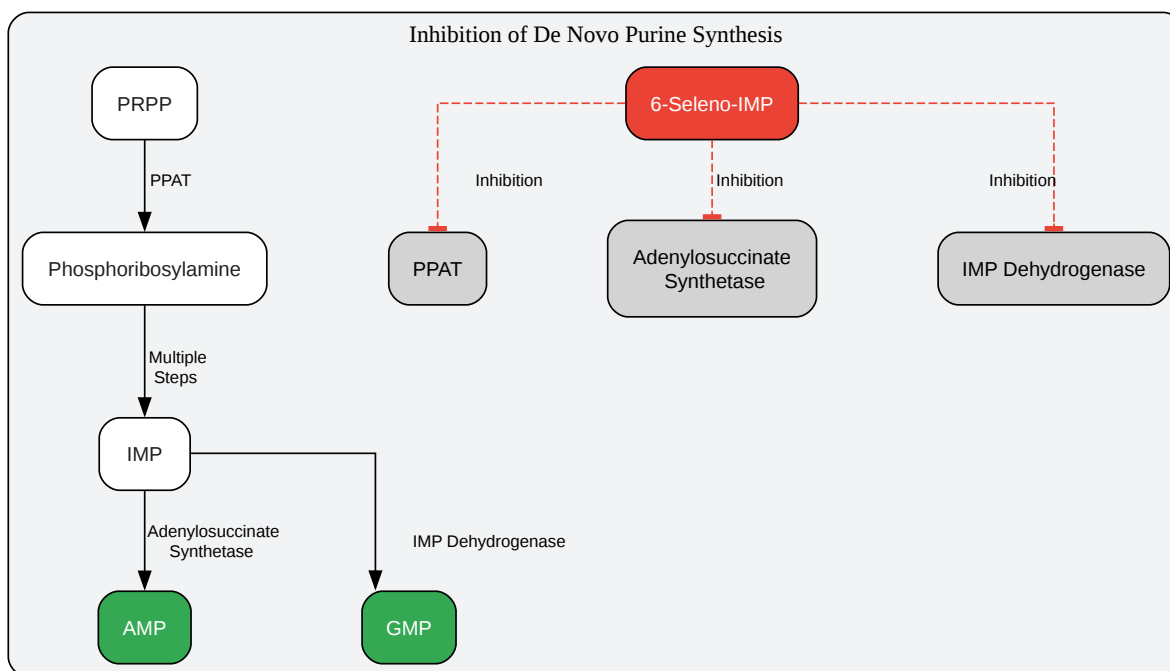 Inhibition of De Novo Purine Synthesis
PRPP
6-Seleno-IMP
PPAT
Inhibition
Inhibition
Inhibition
Phosphoribosylamine
PPAT
Adenylosuccinate
Synthetase
IMP Dehydrogenase
Multiple
Steps
IMP
Adenylosuccinate
Synthetase
IMP Dehydrogenase
AMP
GMP